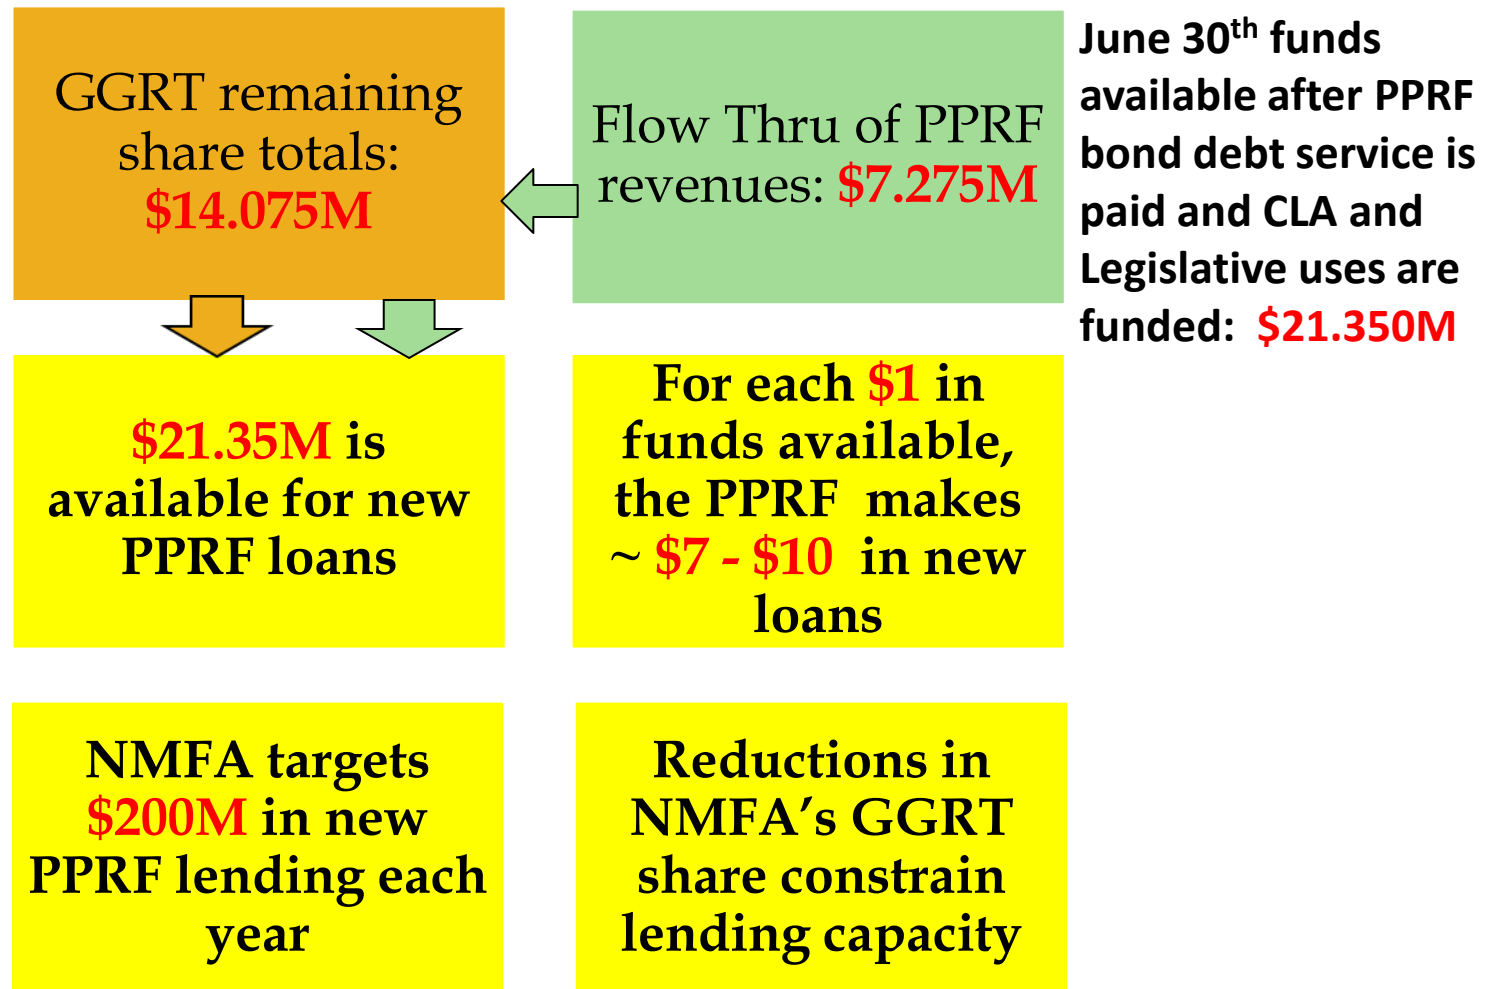 GGRT remaining
share totals:
$14.075M
Flow Thru of PPRF
revenues: $7.275M
June 30th funds
available after PPRF
bond debt service is
paid and CLA and
Legislative uses are
funded: $21.350M
$21.35M is
available for new
PPRF loans
For each $1 in
funds available,
the PPRF makes
~ $7 - $10 in new
loans
NMFA targets
$200M in new
PPRF lending each
year
Reductions in
NMFA’s GGRT
share constrain
lending capacity